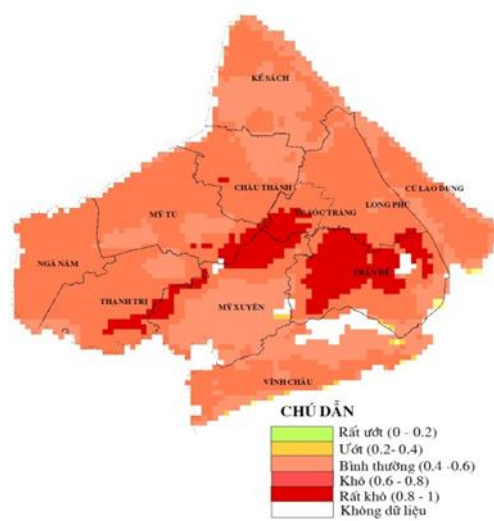 KẾ SÁCH
CHÂU THÀNH
CÙ LAO DUNG
LONG PHÚ
MỸ TÚ
TP SÓC TRĂNG
NGÃ NĂM
TRẦN ĐỀ
THẠNH TRỊ
MỸ XUYÊN
VĨNH CHÂU
CHÚ DẪN
Rất ướt (0 - 0.2)
Ướt (0.2- 0.4)
Bình thường (0.4 -0.6)
Khô (0.6 - 0.8)
Rất khô (0.8 - 1)
Không dữ liệu